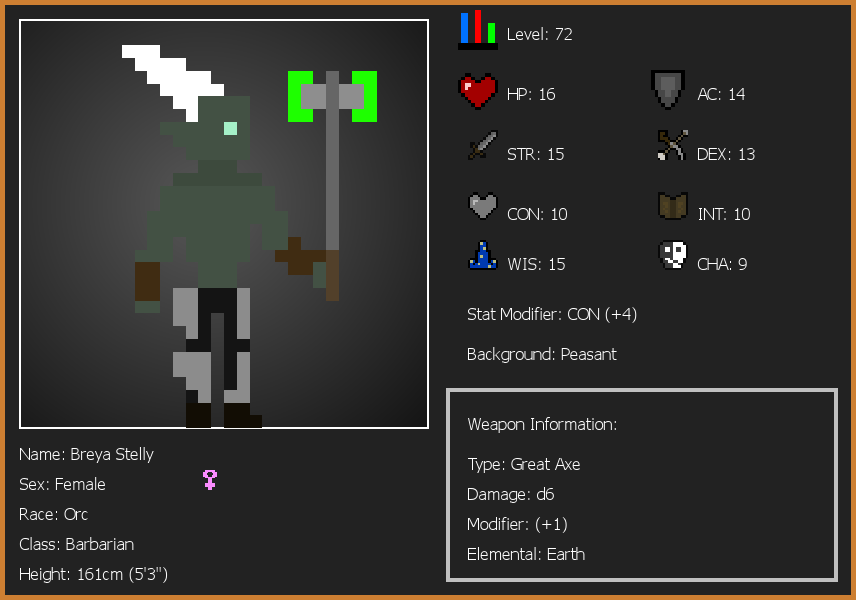 Level: 72
HP: 16
AC: 14
STR: 15
DEX: 13
CON: 10
INT: 10
WIS: 15
CHA: 9
Stat Modifier: CON (+4)
Background: Peasant
Weapon Information:
Type: Great Axe
Damage: d6
Modifier: (+1)
Elemental: Earth
Name: Breya Stelly
Sex: Female
Race: Orc
Class: Barbarian
Height: 161cm (5'3")